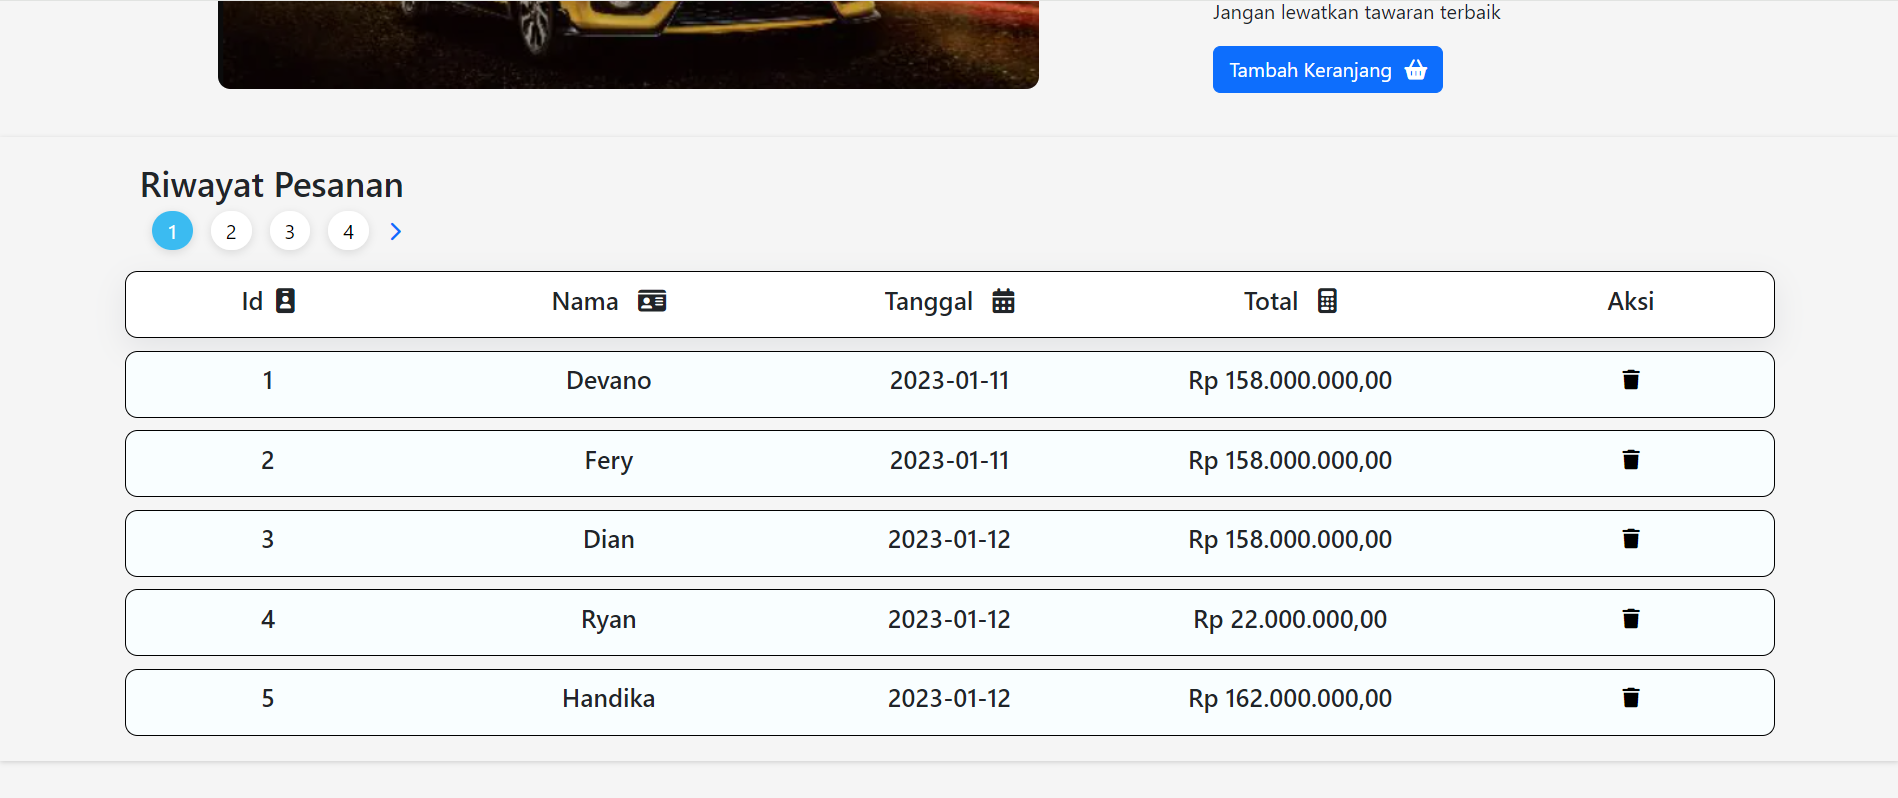 Jangan lewatkan tawaran terbaik
Tambah Keranjang
Riwayat Pesanan
1 2 3 4
Id Nama Tanggal Total Aksi
1 Devano 2023-01-11 Rp 158.000.000,00
2 Fery 2023-01-11 Rp 158.000.000,00
3 Dian 2023-01-12 Rp 158.000.000,00
4 Ryan 2023-01-12 Rp 22.000.000,00
5 Handika 2023-01-12 Rp 162.000.000,00